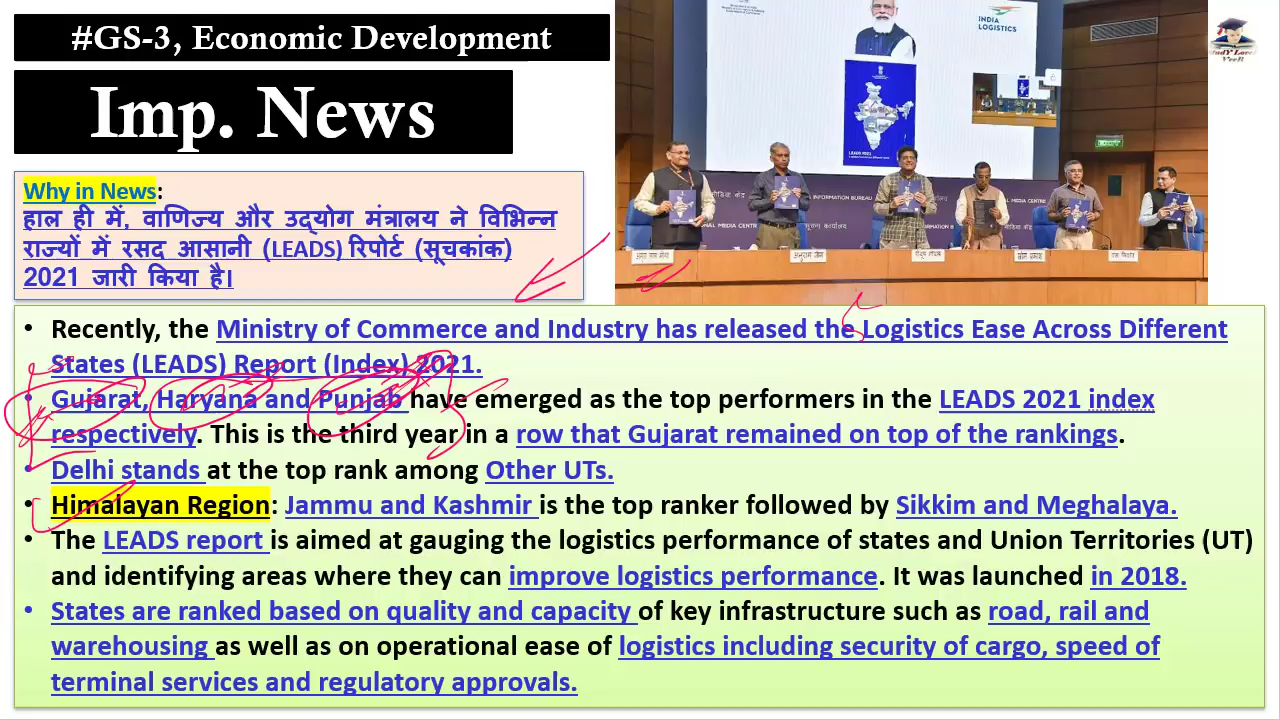 #GS-3, Economic Development
Imp. News
INDIA
LOGISTICS
LEADS 2021
INFORMATION BUREAU
MEDIA CENTRE
Why in News:
हाल ही में, वाणिज्य और उद्योग मंत्रालय ने विभिन्न
राज्यों में रसद आसानी (LEADS) रिपोर्ट (सूचकांक)
2021 जारी किया है।
• Recently, the Ministry of Commerce and Industry has released the Logistics Ease Across Different
States (LEADS) Report (Index) 2021.
• Gujarat, Haryana and Punjab have emerged as the top performers in the LEADS 2021 index
respectively. This is the third year in a row that Gujarat remained on top of the rankings.
• Delhi stands at the top rank among Other UTs.
• Himalayan Region: Jammu and Kashmir is the top ranker followed by Sikkim and Meghalaya.
• The LEADS report is aimed at gauging the logistics performance of states and Union Territories (UT)
and identifying areas where they can improve logistics performance. It was launched in 2018.
• States are ranked based on quality and capacity of key infrastructure such as road, rail and
warehousing as well as on operational ease of logistics including security of cargo, speed of
terminal services and regulatory approvals.